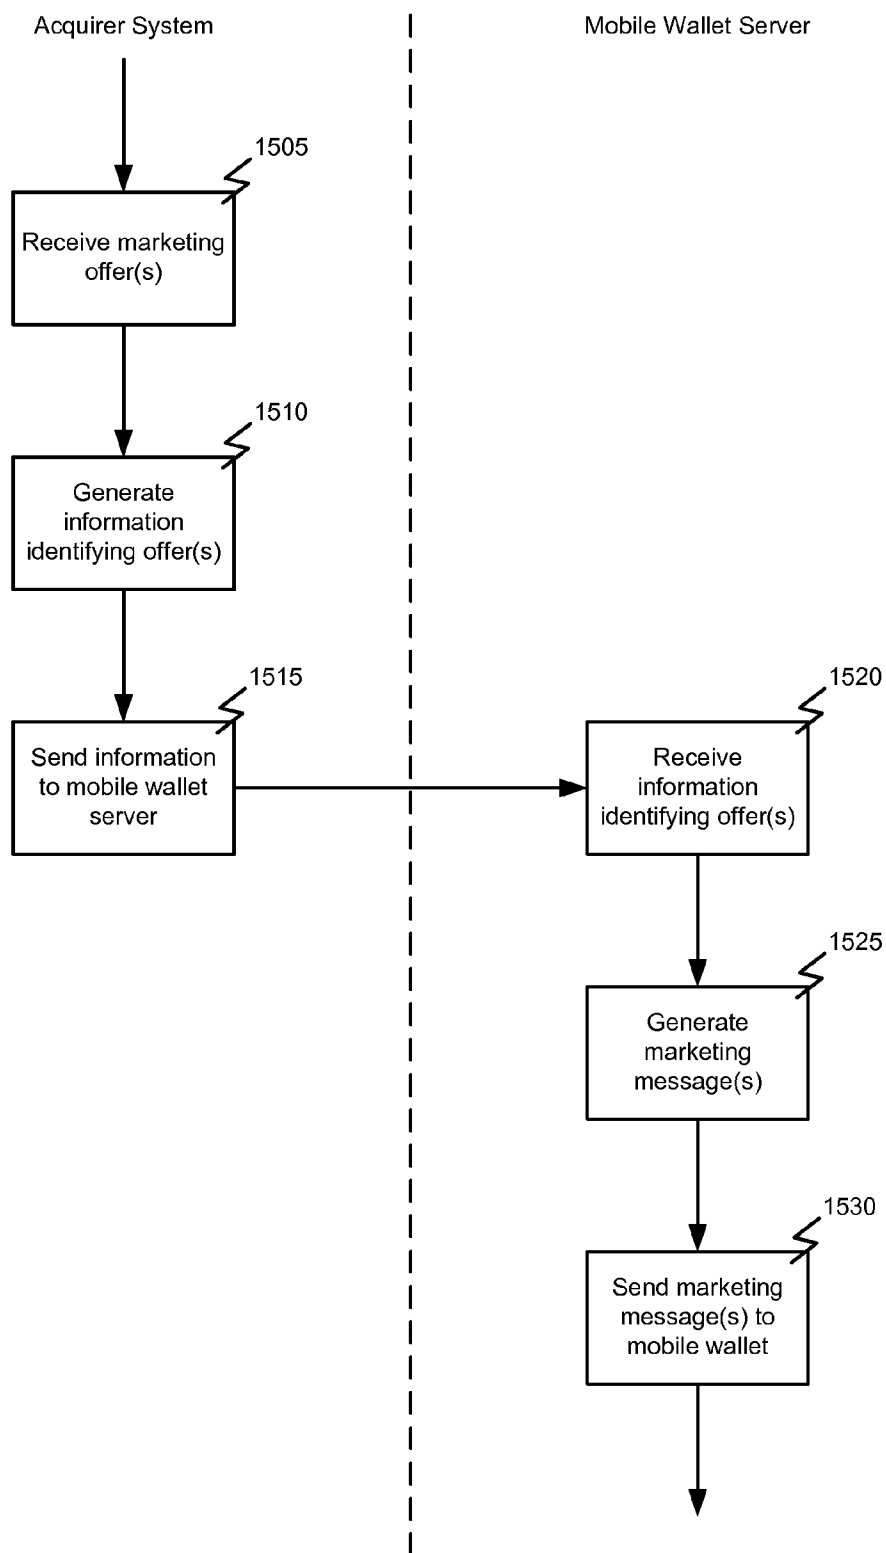 Acquirer System
Mobile Wallet Server
1505
Receive marketing
offer(s)
1510
Generate
information
identifying offer(s)
1515
Send information
to mobile wallet
server
1520
Receive
information
identifying offer(s)
1525
Generate
marketing
message(s)
1530
Send marketing
message(s) to
mobile wallet